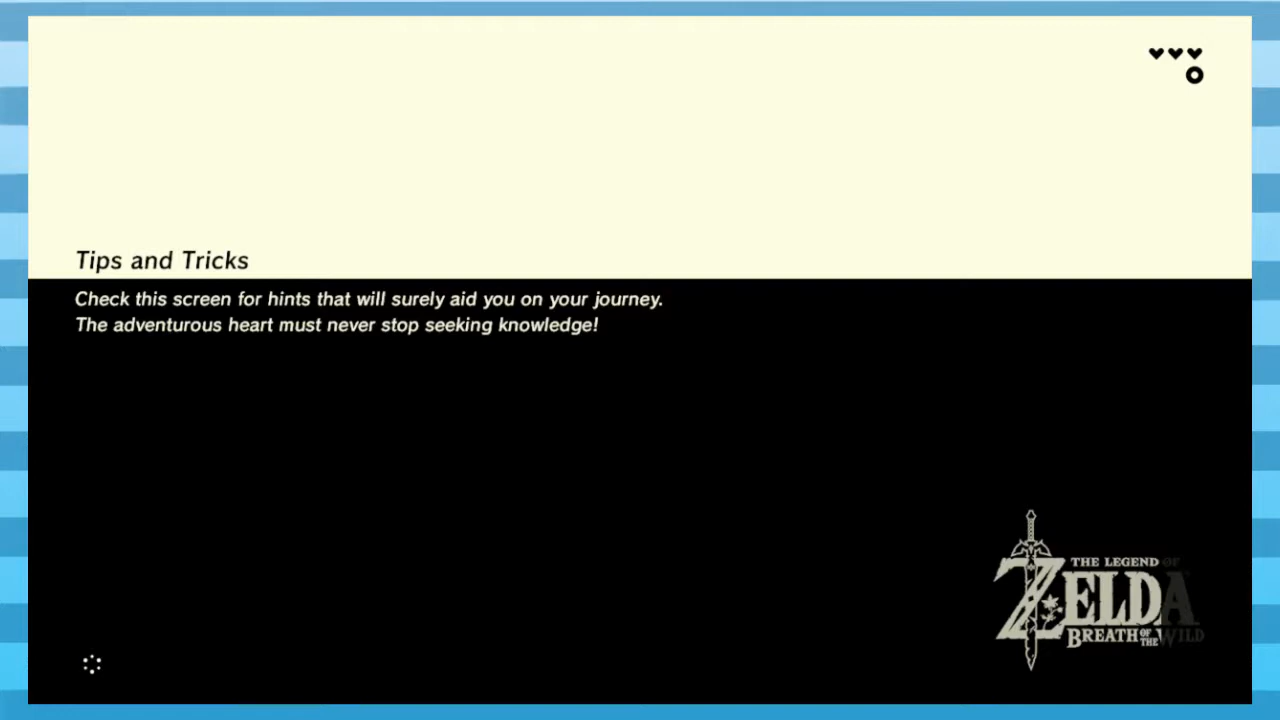 Tips and Tricks
Check this screen for hints that will surely aid you on your journey.
The adventurous heart must never stop seeking knowledge!
THE LEGEND OF
ZELDA
BREATH OF THE WILD